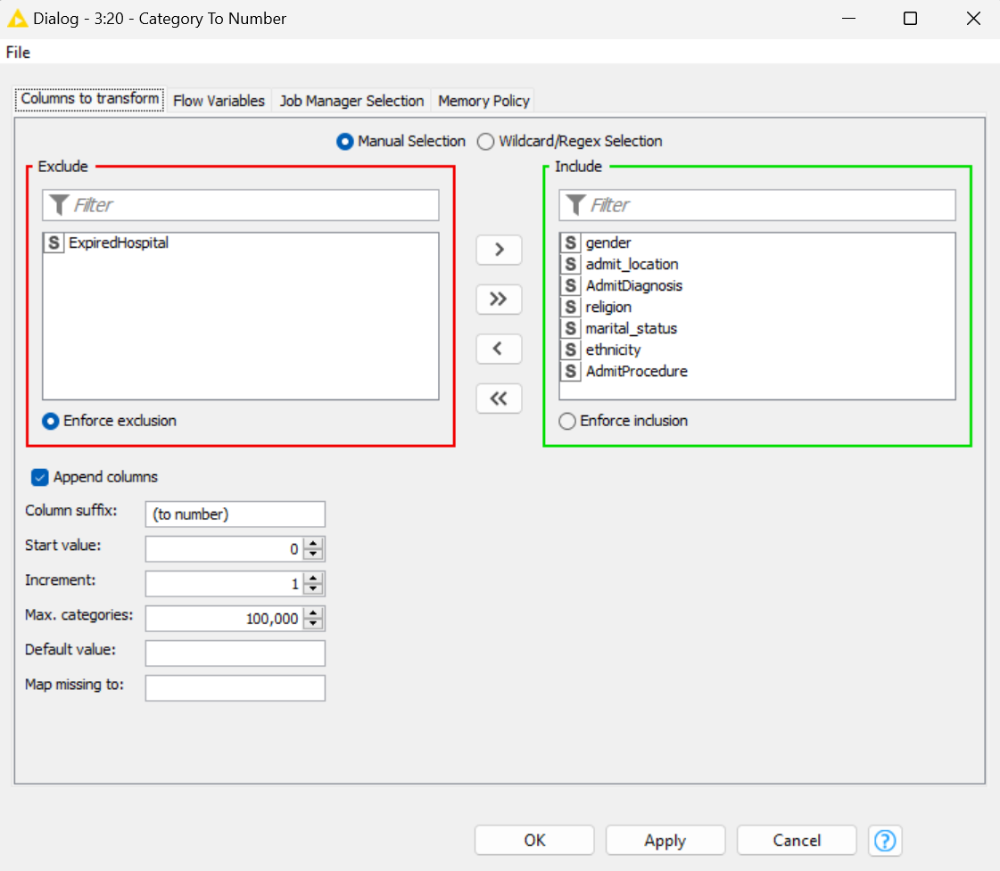 Dialog - 3:20 - Category To Number
File
Columns to transform Flow Variables Job Manager Selection Memory Policy
Manual Selection Wildcard/Regex Selection
Exclude
Filter
S ExpiredHospital
Enforce exclusion
>
>>
<
<<
Include
Filter
S gender
S admit_location
S AdmitDiagnosis
S religion
S marital_status
S ethnicity
S AdmitProcedure
Enforce inclusion
Append columns
Column suffix: (to number)
Start value: 0
Increment: 1
Max. categories: 100,000
Default value:
Map missing to:
OK Apply Cancel ?